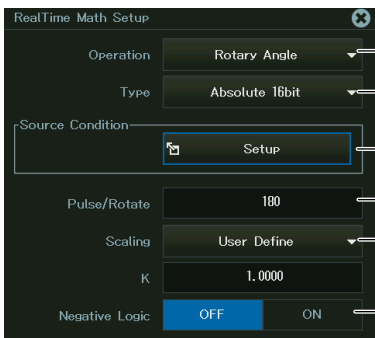 RealTime Math Setup
Operation Rotary Angle
Type Absolute 16bit
Source Condition
Setup
Pulse/Rotate 180
Scaling User Define
K 1.0000
Negative Logic OFF ON